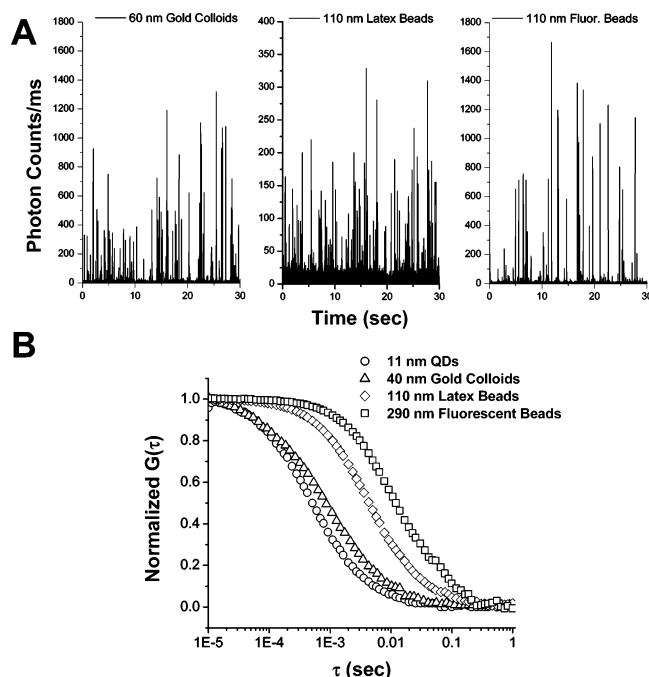 A
60 nm Gold Colloids
110 nm Latex Beads
110 nm Fluor. Beads
Photon Counts/ms
1800
1600
1400
1200
1000
800
600
400
200
0
0 10 20 30
400
350
300
250
200
150
100
50
0
0 10 20 30
1800
1600
1400
1200
1000
800
600
400
200
0
0 10 20 30
Time (sec)
B
11 nm QDs
40 nm Gold Colloids
110 nm Latex Beads
290 nm Fluorescent Beads
Normalized G(τ)
1.0
0.8
0.6
0.4
0.2
0.0
1E-5 1E-4 1E-3 0.01 0.1 1
τ (sec)